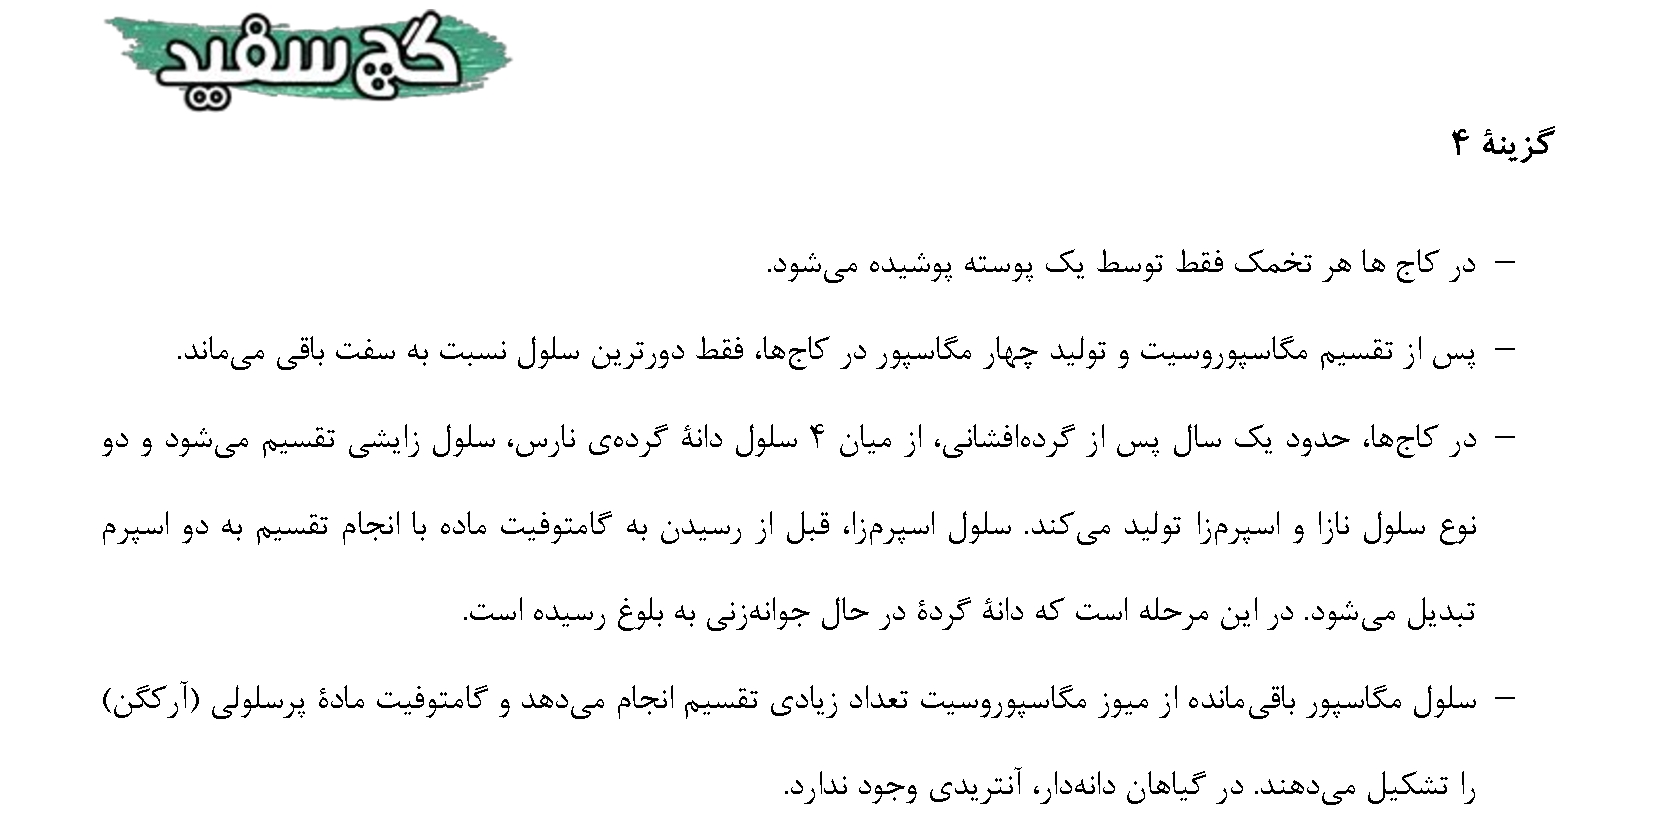 گچ سفید
گزینۀ ۴
– در کاج ها هر تخمک فقط توسط یک پوسته پوشیده می‌شود.
– پس از تقسیم مگاسپوروسیت و تولید چهار مگاسپور در کاج‌ها، فقط دورترین سلول نسبت به سفت باقی می‌ماند.
– در کاج‌ها، حدود یک سال پس از گرده‌افشانی، از میان ۴ سلول دانۀ گرده‌ی نارس، سلول زایشی تقسیم می‌شود و دو
نوع سلول نازا و اسپرم‌زا تولید می‌کند. سلول اسپرم‌زا، قبل از رسیدن به گامتوفیت ماده با انجام تقسیم به دو اسپرم
تبدیل می‌شود. در این مرحله است که دانۀ گردۀ در حال جوانه‌زنی به بلوغ رسیده است.
– سلول مگاسپور باقی‌مانده از میوز مگاسپوروسیت تعداد زیادی تقسیم انجام می‌دهد و گامتوفیت مادۀ پرسلولی (آرکگن)
را تشکیل می‌دهند. در گیاهان دانه‌دار، آنتریدی وجود ندارد.